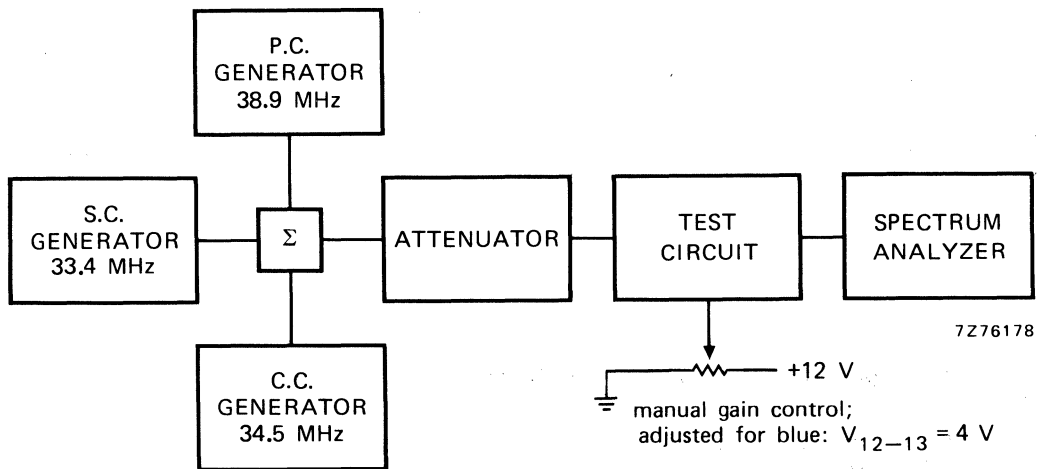 P.C.
GENERATOR
38.9 MHz
S.C.
GENERATOR
33.4 MHz
Σ
ATTENUATOR
TEST
CIRCUIT
SPECTRUM
ANALYZER
7Z76178
C.C.
GENERATOR
34.5 MHz
+12 V
manual gain control;
adjusted for blue: V12–13 = 4 V